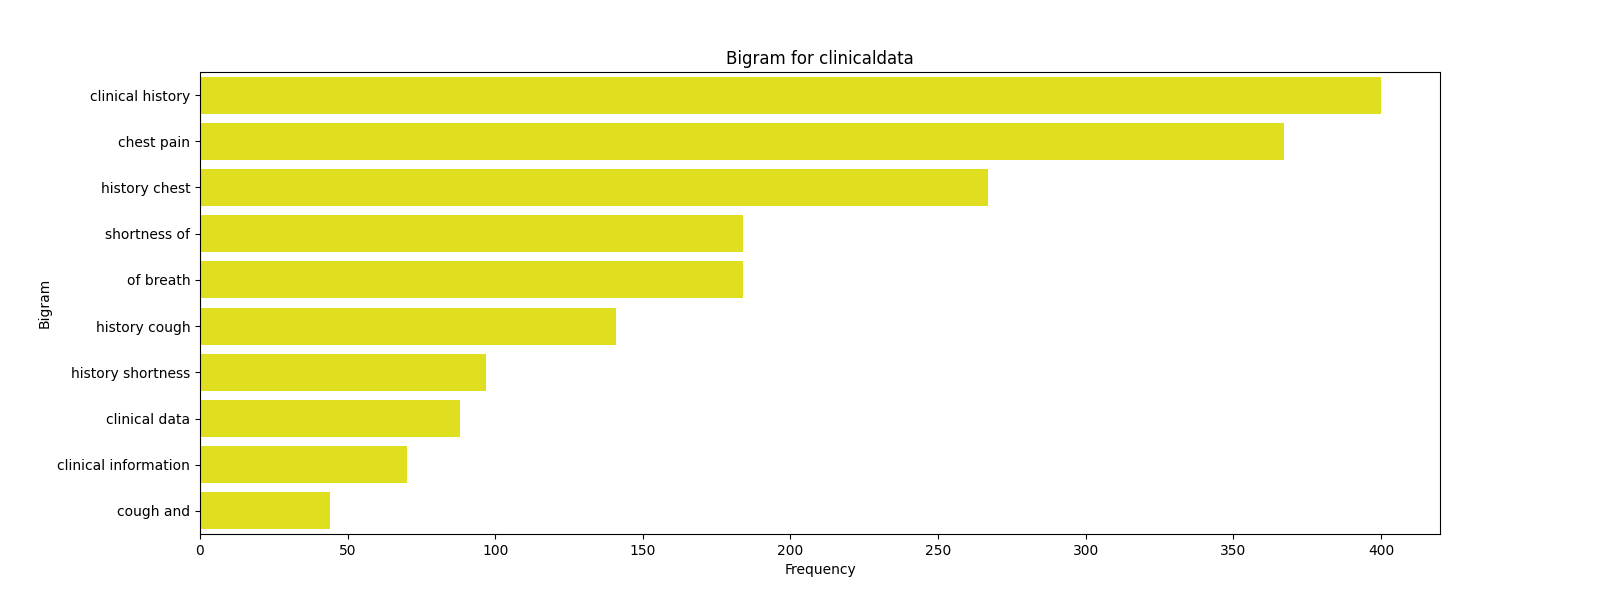 Bigram for clinicaldata
Bigram
clinical history
chest pain
history chest
shortness of
of breath
history cough
history shortness
clinical data
clinical information
cough and
0 50 100 150 200 250 300 350 400
Frequency